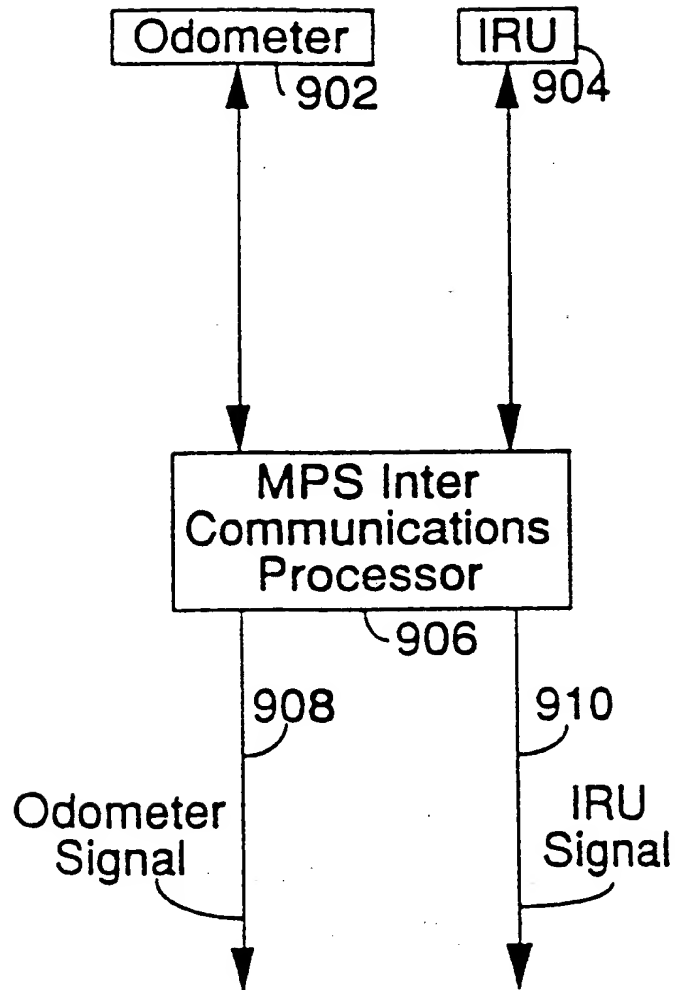 Odometer
IRU
902
904
MPS Inter
Communications
Processor
906
908
910
Odometer
Signal
IRU
Signal